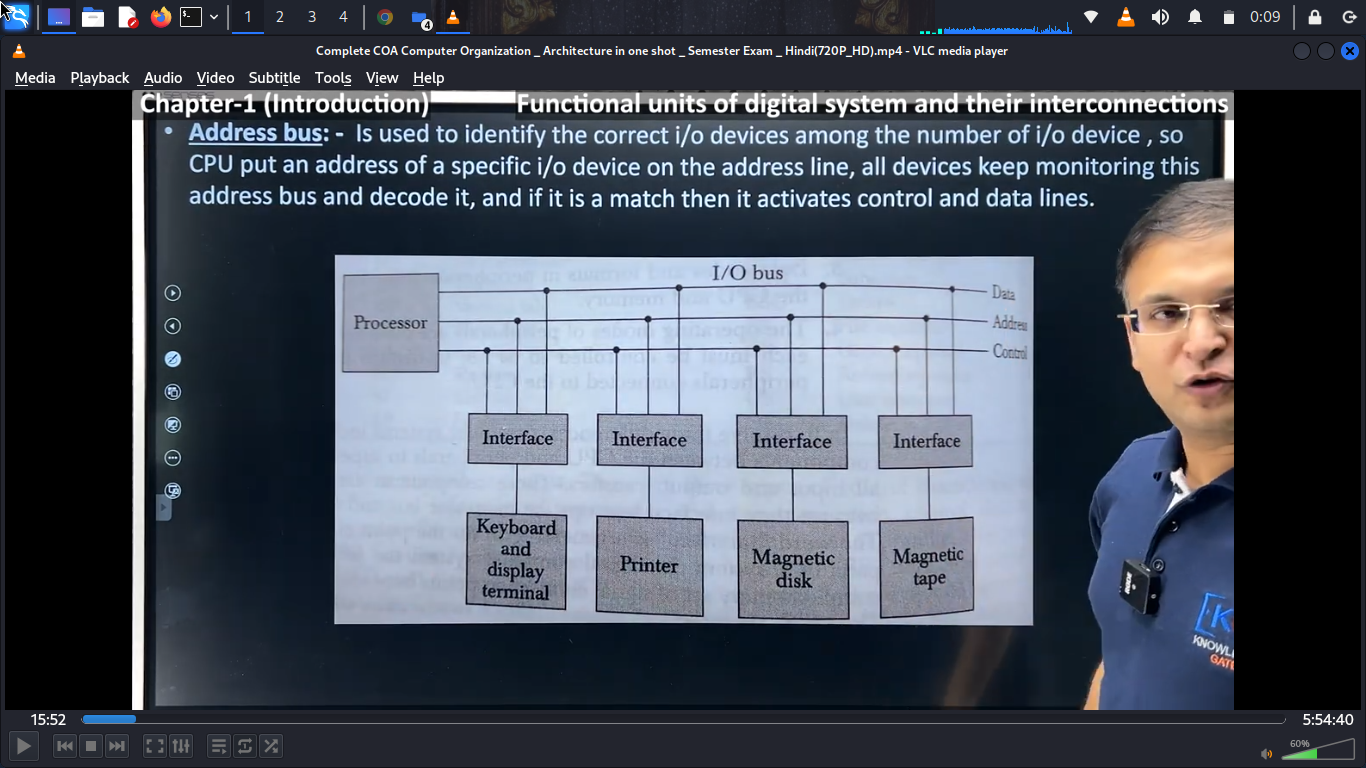 1 2 3 4
4
0:09
Complete COA Computer Organization _ Architecture in one shot _ Semester Exam _ Hindi(720P_HD).mp4 - VLC media player
Media Playback Audio Video Subtitle Tools View Help
Chapter-1 (Introduction) Functional units of digital system and their interconnections
• Address bus: - Is used to identify the correct i/o devices among the number of i/o device , so
CPU put an address of a specific i/o device on the address line, all devices keep monitoring this
address bus and decode it, and if it is a match then it activates control and data lines.
I/O bus
Data
Processor
Address
Control
Interface Interface Interface Interface
Keyboard
and
display
terminal
Printer
Magnetic
disk
Magnetic
tape
KNOWL
GATE
15:52 5:54:40
60%